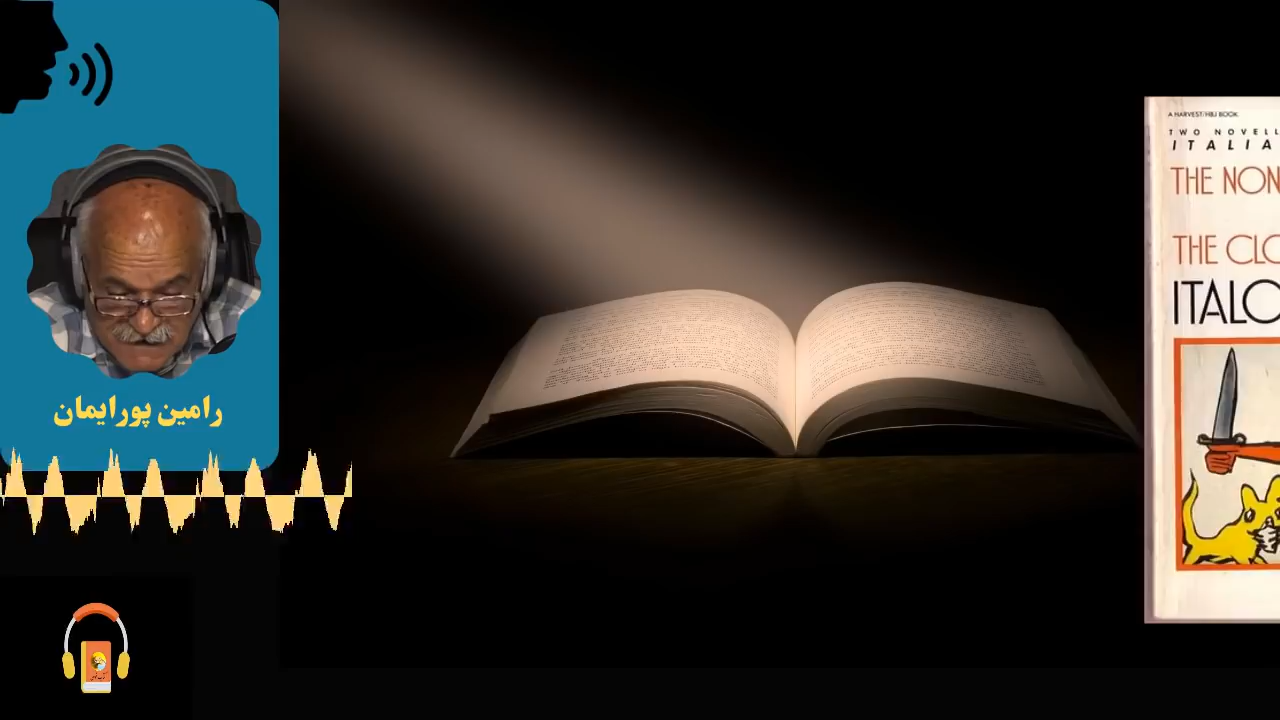 رامین پورایمان
A HARVEST/HBJ BOOK
TWO NOVELL
ITALIA
THE NON
THE CLO
ITALO